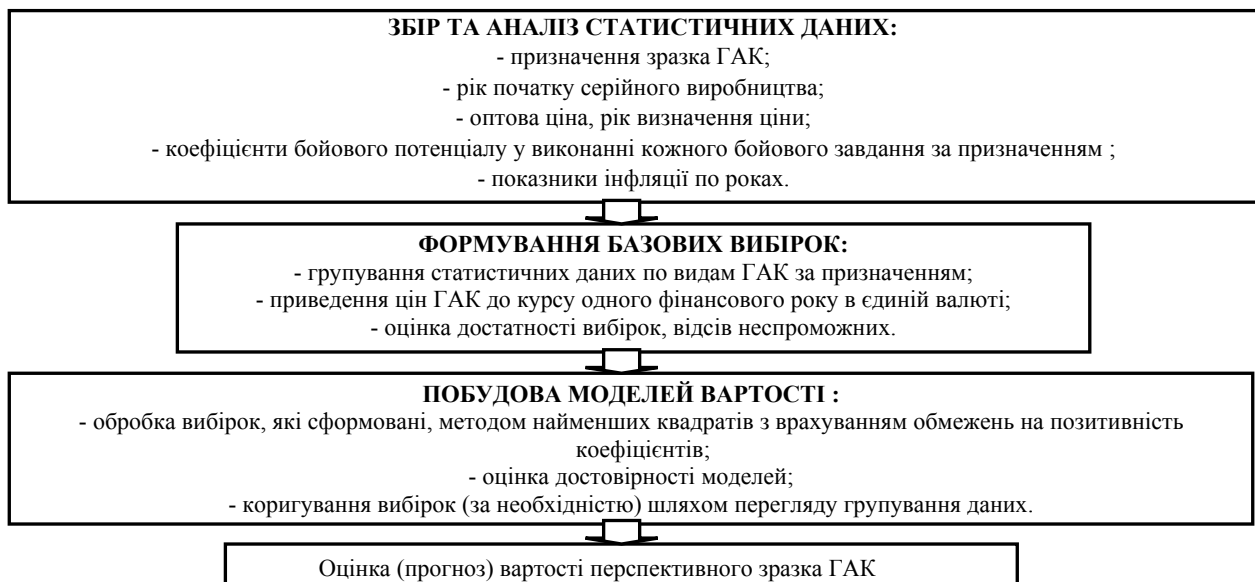 ЗБІР ТА АНАЛІЗ СТАТИСТИЧНИХ ДАНИХ:
- призначення зразка ГАК;
- рік початку серійного виробництва;
- оптова ціна, рік визначення ціни;
- коефіцієнти бойового потенціалу у виконанні кожного бойового завдання за призначенням ;
- показники інфляції по роках.
ФОРМУВАННЯ БАЗОВИХ ВИБІРОК:
- групування статистичних даних по видам ГАК за призначенням;
- приведення цін ГАК до курсу одного фінансового року в єдиній валюті;
- оцінка достатності вибірок, відсів неспроможних.
ПОБУДОВА МОДЕЛЕЙ ВАРТОСТІ :
- обробка вибірок, які сформовані, методом найменших квадратів з врахуванням обмежень на позитивність
коефіцієнтів;
- оцінка достовірності моделей;
- коригування вибірок (за необхідністю) шляхом перегляду групування даних.
Оцінка (прогноз) вартості перспективного зразка ГАК